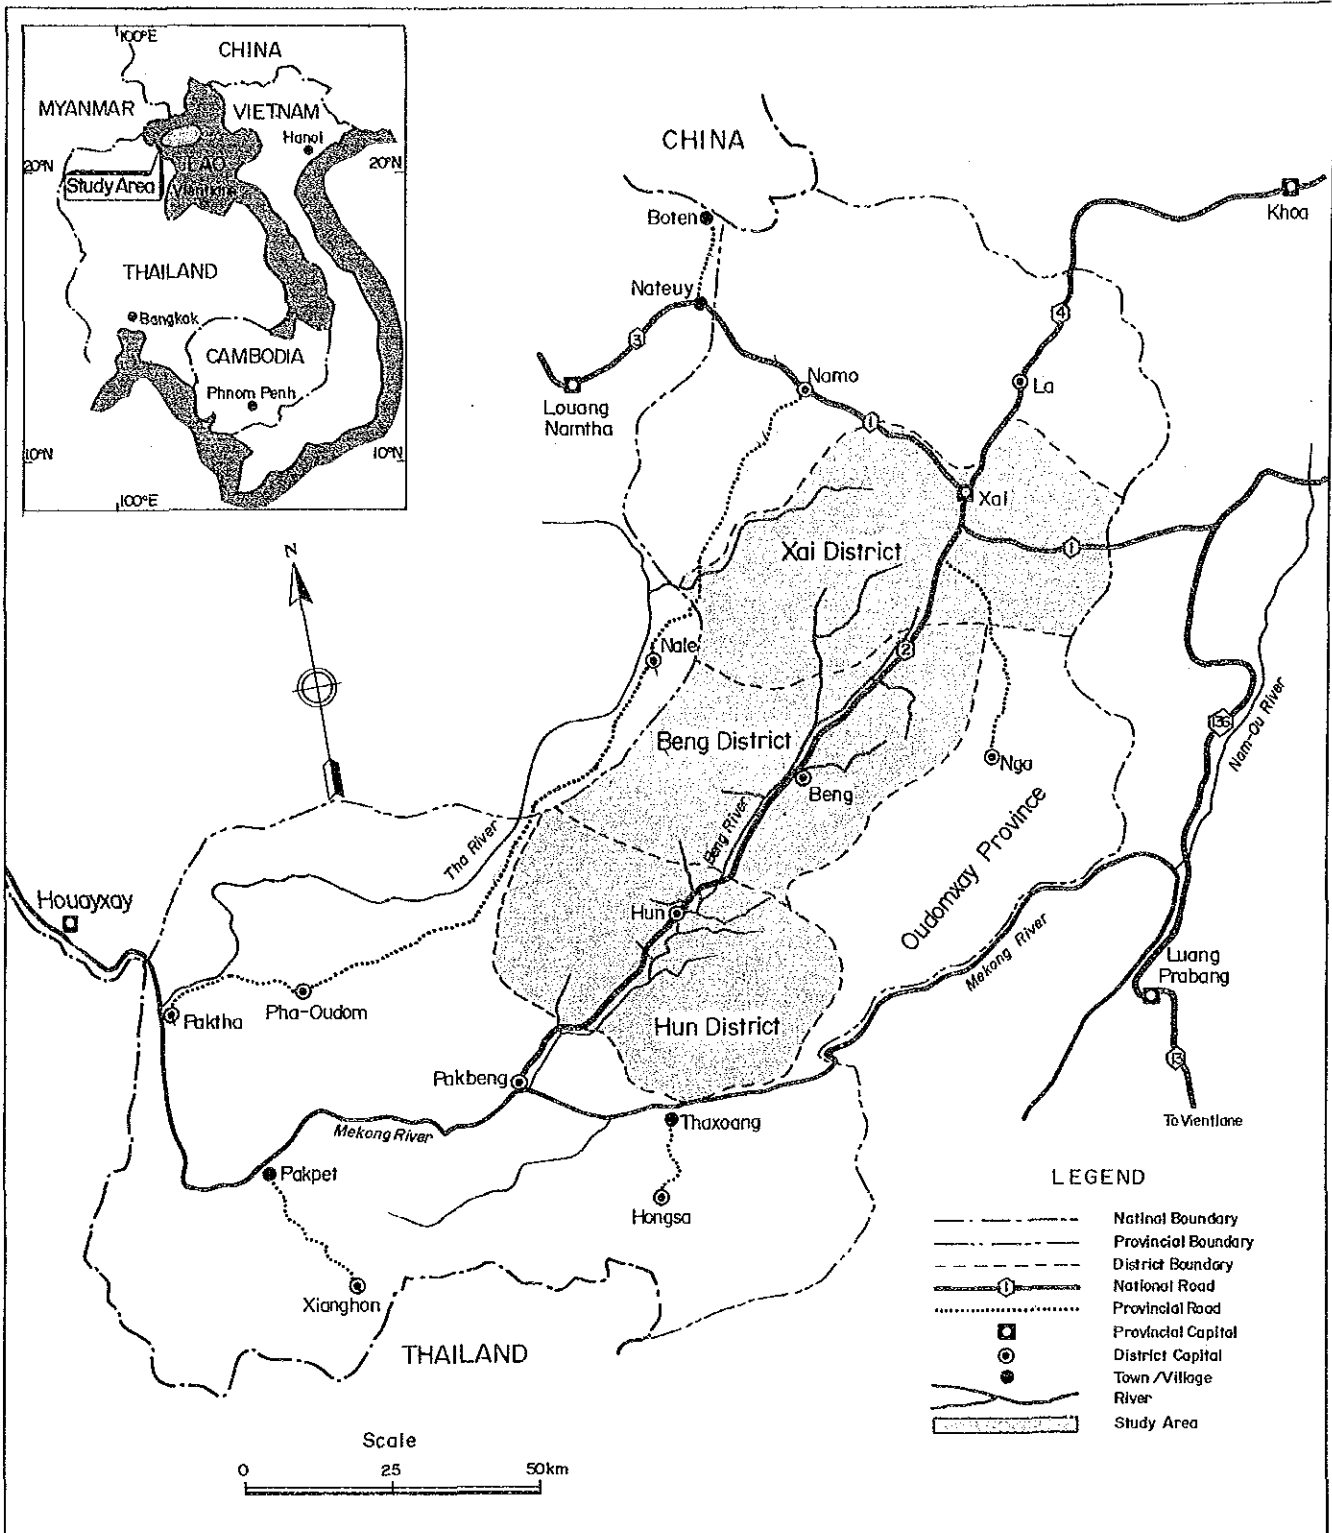 100°E
CHINA
MYANMAR
VIETNAM
Hanoi
20°N
LAO
20°N
Study Area
Vientiane
THAILAND
Bangkok
CAMBODIA
Phnom Penh
10°N
10°N
100°E
CHINA
Boten
Khoa
Nateuy
4
3
Namo
La
Louang
Namtha
1
Xai
Xai District
1
N
Nale
2
Beng District
Nga
136
Nam-Ou River
Beng
Oudomxay Province
Tha River
Beng River
Houayxay
Hun
Mekong River
Luang
Prabang
Paktha
Pha-Oudom
Hun District
13
Pakbeng
Thaxoang
To Vientiane
Mekong River
Pakpet
Hongsa
Xianghon
THAILAND
LEGEND
Natinal Boundary
Provincial Boundary
District Boundary
1
National Road
Provincial Road
Provincial Capital
District Capital
Town/Village
River
Study Area
Scale
0 25 50km